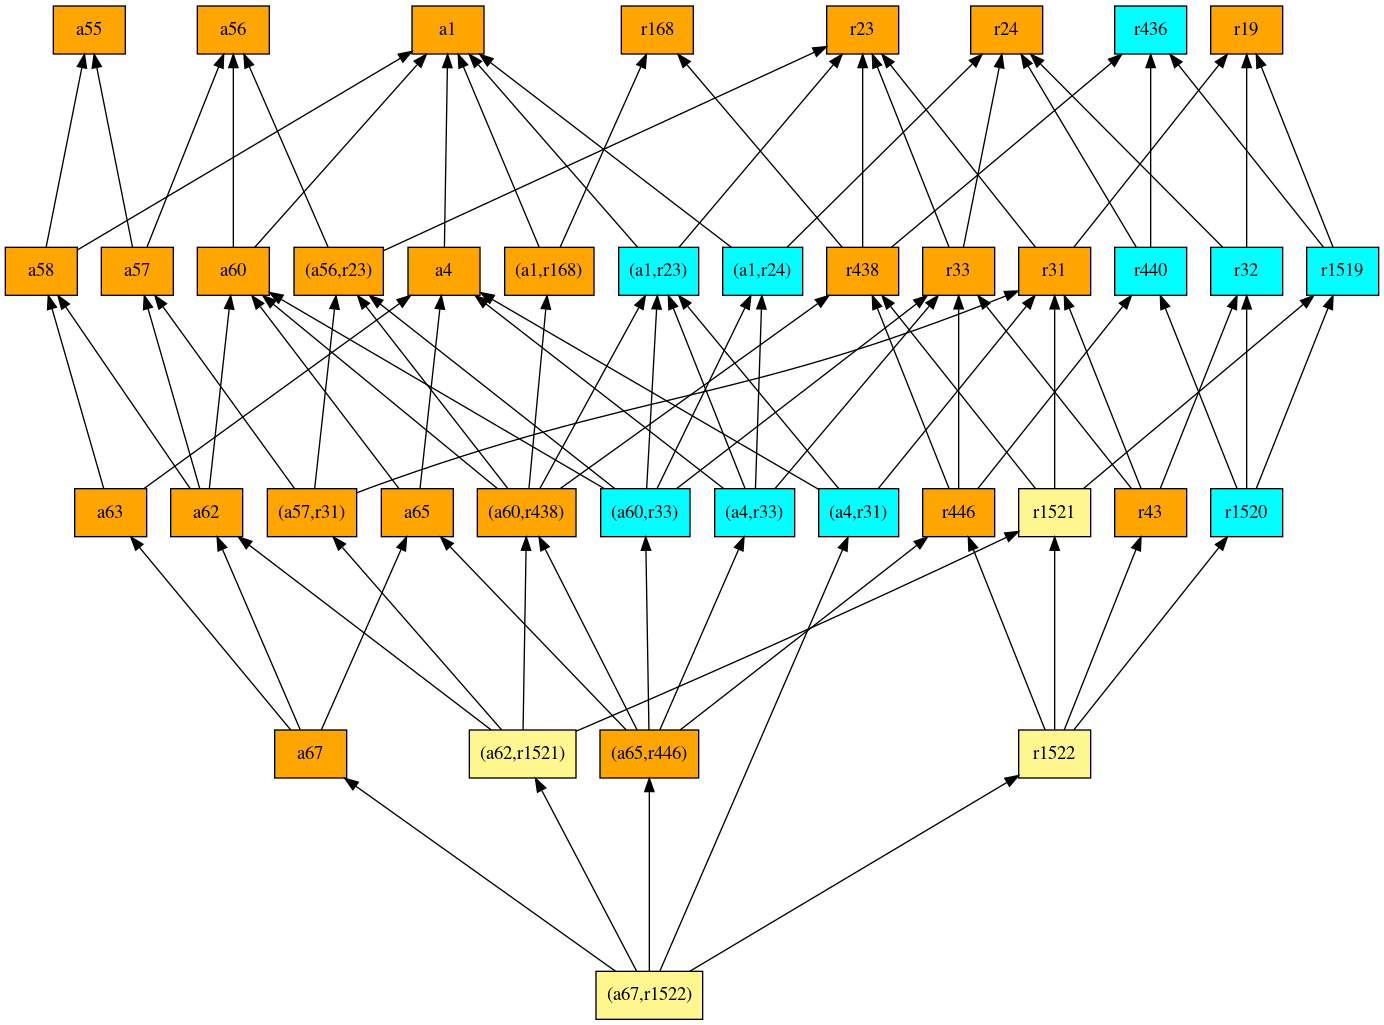 a55 a56 a1 r168 r23 r24 r436 r19
a58 a57 a60 (a56,r23) a4 (a1,r168) (a1,r23) (a1,r24) r438 r33 r31 r440 r32 r1519
a63 a62 (a57,r31) a65 (a60,r438) (a60,r33) (a4,r33) (a4,r31) r446 r1521 r43 r1520
a67 (a62,r1521) (a65,r446) r1522
(a67,r1522)